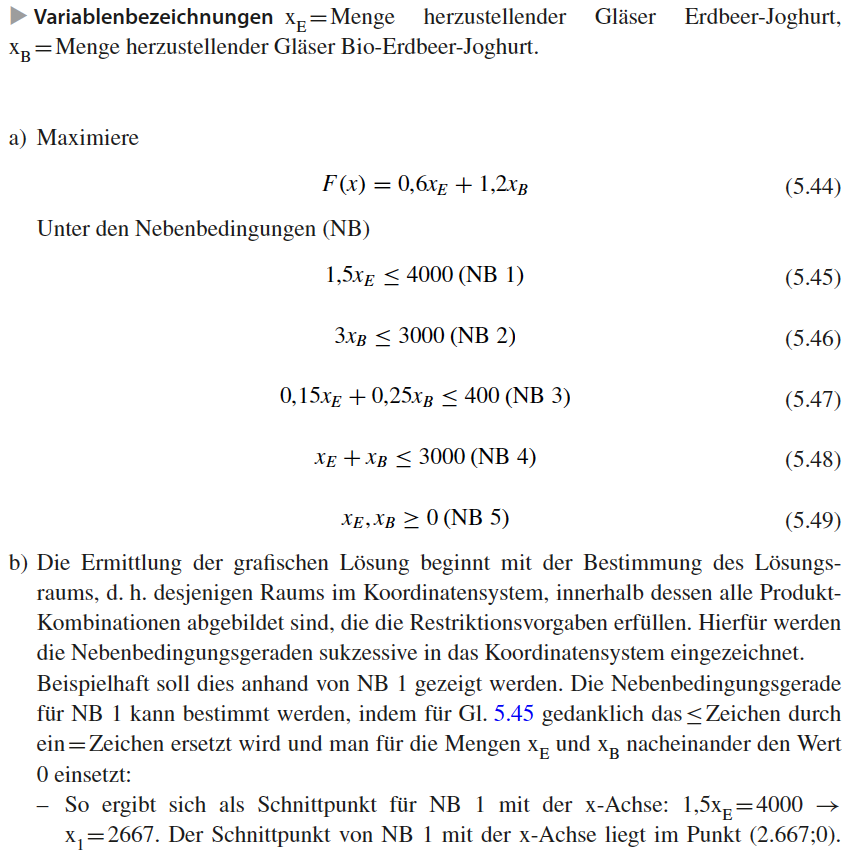 ▶ Variablenbezeichnungen x_E = Menge herzustellender Gläser Erdbeer-Joghurt,
x_B = Menge herzustellender Gläser Bio-Erdbeer-Joghurt.
a) Maximiere
F(x) = 0,6x_E + 1,2x_B (5.44)
Unter den Nebenbedingungen (NB)
1,5x_E ≤ 4000 (NB 1) (5.45)
3x_B ≤ 3000 (NB 2) (5.46)
0,15x_E + 0,25x_B ≤ 400 (NB 3) (5.47)
x_E + x_B ≤ 3000 (NB 4) (5.48)
x_E, x_B ≥ 0 (NB 5) (5.49)
b) Die Ermittlung der grafischen Lösung beginnt mit der Bestimmung des Lösungs-
raums, d. h. desjenigen Raums im Koordinatensystem, innerhalb dessen alle Produkt-
Kombinationen abgebildet sind, die die Restriktionsvorgaben erfüllen. Hierfür werden
die Nebenbedingungsgeraden sukzessive in das Koordinatensystem eingezeichnet.
Beispielhaft soll dies anhand von NB 1 gezeigt werden. Die Nebenbedingungsgerade
für NB 1 kann bestimmt werden, indem für Gl. 5.45 gedanklich das ≤ Zeichen durch
ein = Zeichen ersetzt wird und man für die Mengen x_E und x_B nacheinander den Wert
0 einsetzt:
– So ergibt sich als Schnittpunkt für NB 1 mit der x-Achse: 1,5x_E = 4000 →
x_1 = 2667. Der Schnittpunkt von NB 1 mit der x-Achse liegt im Punkt (2.667;0).